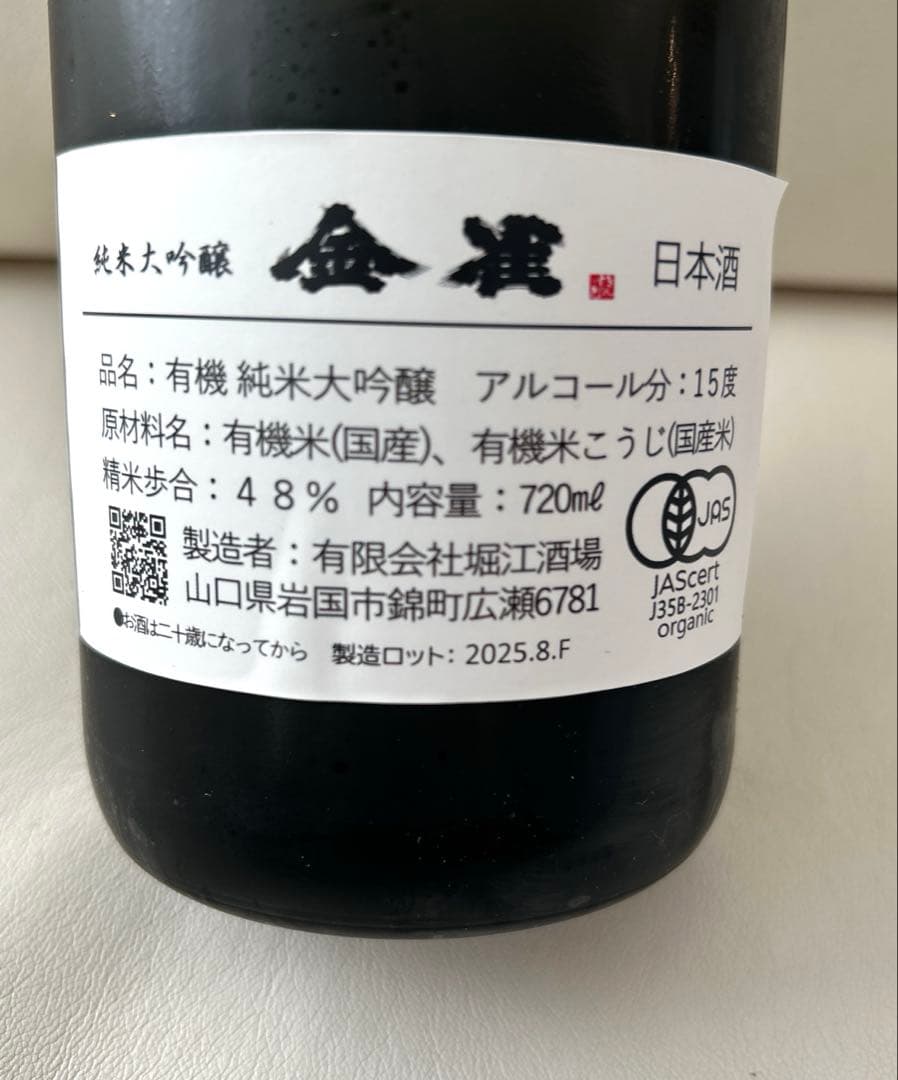 純米大吟醸 金雀 日本酒
品名：有機 純米大吟醸 アルコール分：15度
原材料名：有機米(国産)、有機米こうじ(国産米)
精米歩合：４８％ 内容量：720㎖
製造者：有限会社堀江酒場
山口県岩国市錦町広瀬6781
●お酒は二十歳になってから 製造ロット：2025.8.F
JAS
JAScert
J35B-2301
organic